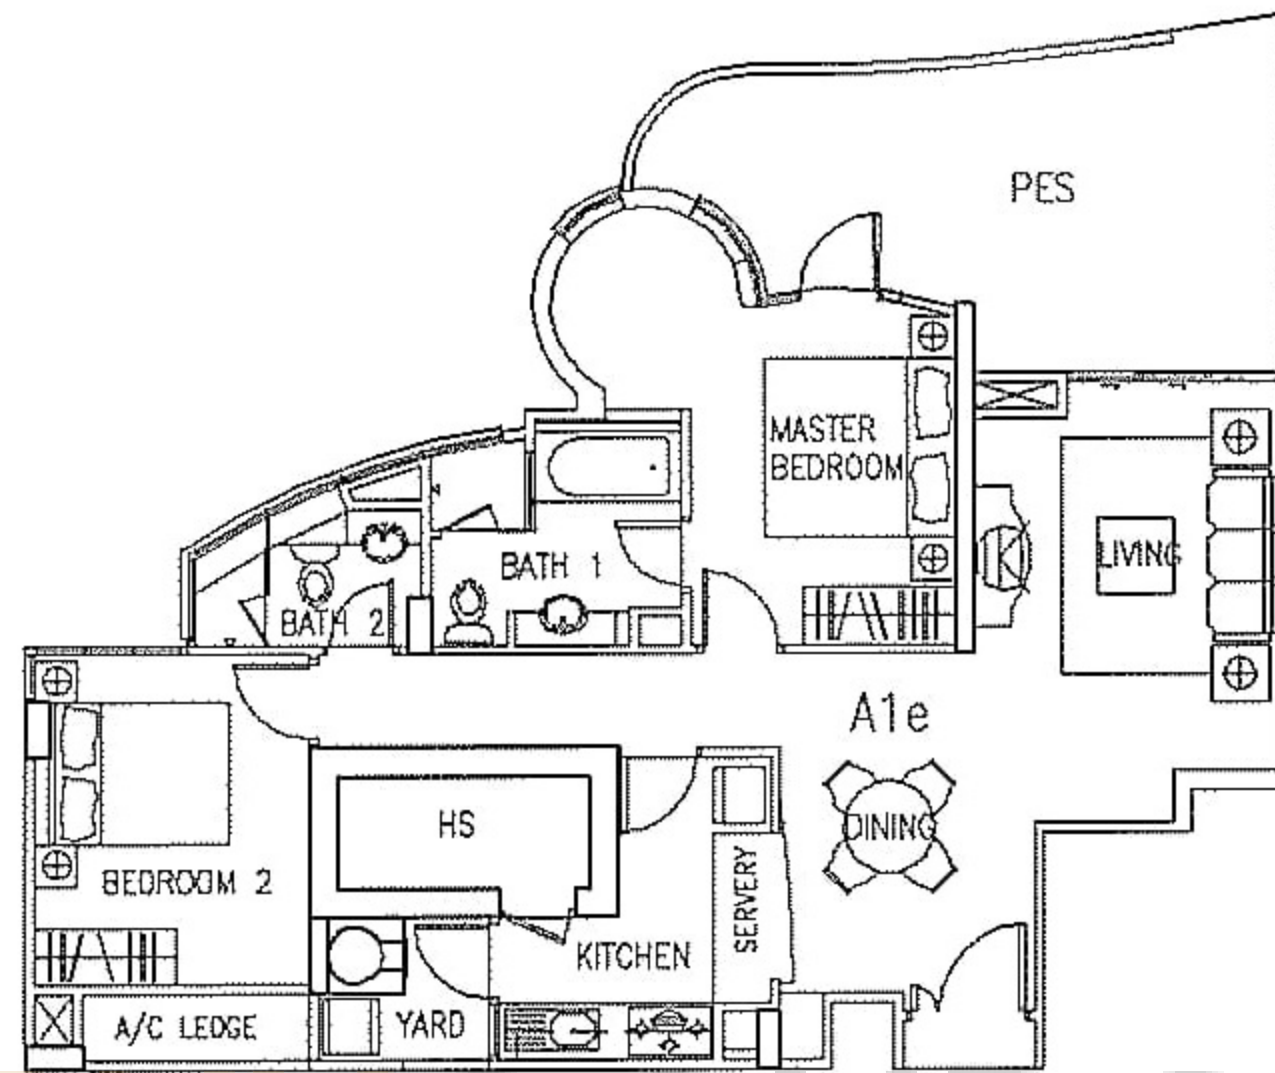 PES
MASTER
BEDROOM
LIVING
BATH 1
BATH 2
A1e
HS
DINING
BEDROOM 2
SERVERY
KITCHEN
A/C LEDGE
YARD